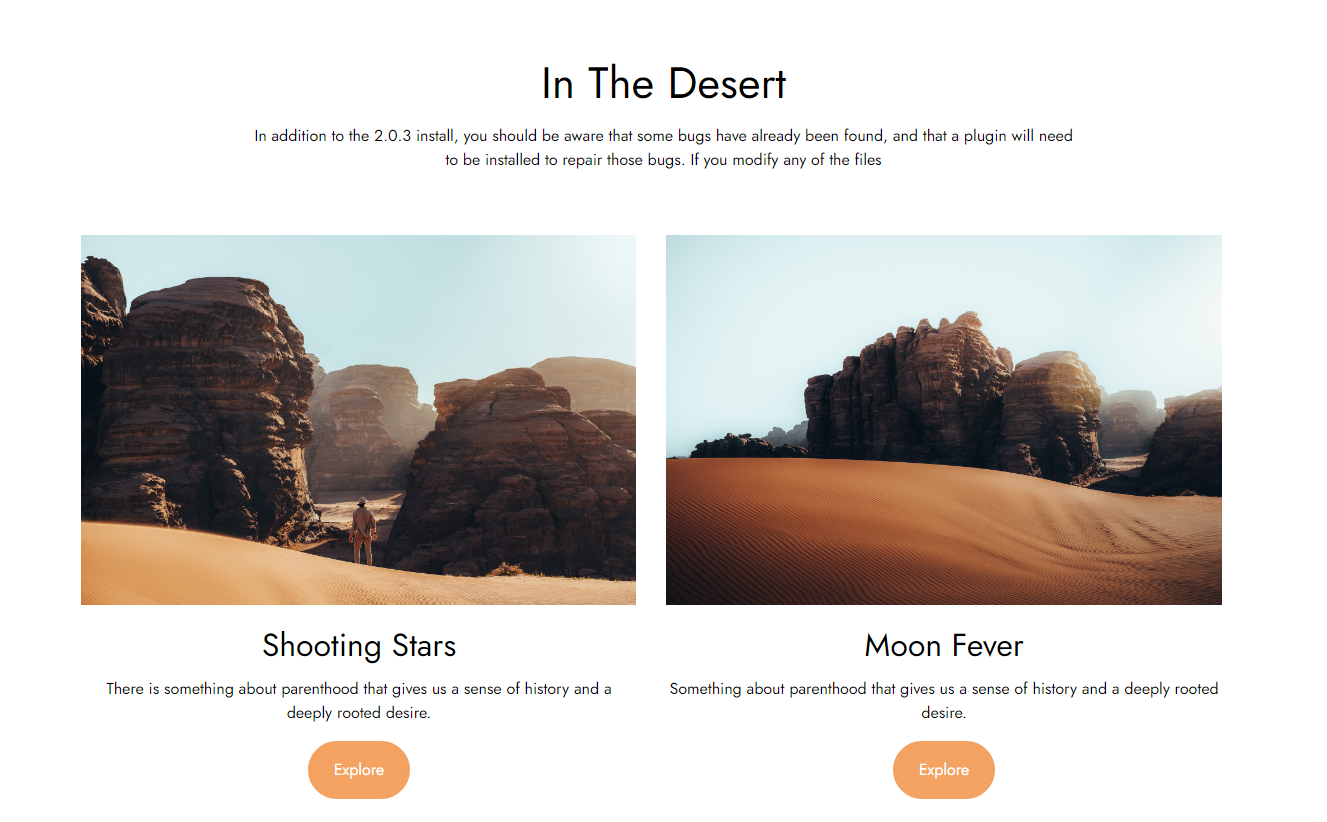 In The Desert
In addition to the 2.0.3 install, you should be aware that some bugs have already been found, and that a plugin will need
to be installed to repair those bugs. If you modify any of the files
Shooting Stars
There is something about parenthood that gives us a sense of history and a
deeply rooted desire.
Explore
Moon Fever
Something about parenthood that gives us a sense of history and a deeply rooted
desire.
Explore